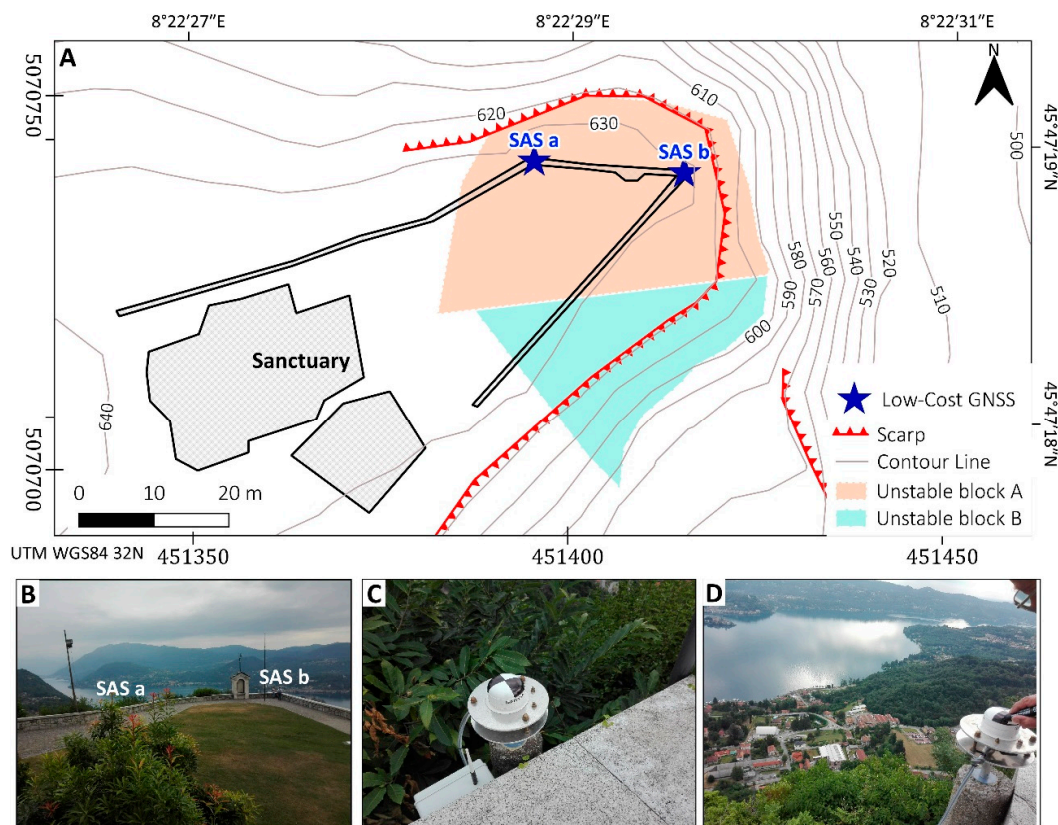 8°22'27"E
8°22'29"E
8°22'31"E
A
N
5070750
620
610
630
SAS a
SAS b
500
45°47'19"N
550
580
560
540
520
570
530
590
510
600
Sanctuary
640
Low-Cost GNSS
Scarp
Contour Line
Unstable block A
Unstable block B
45°47'18"N
5070700
0 10 20 m
UTM WGS84 32N
451350
451400
451450
B
SAS a
SAS b
C
D